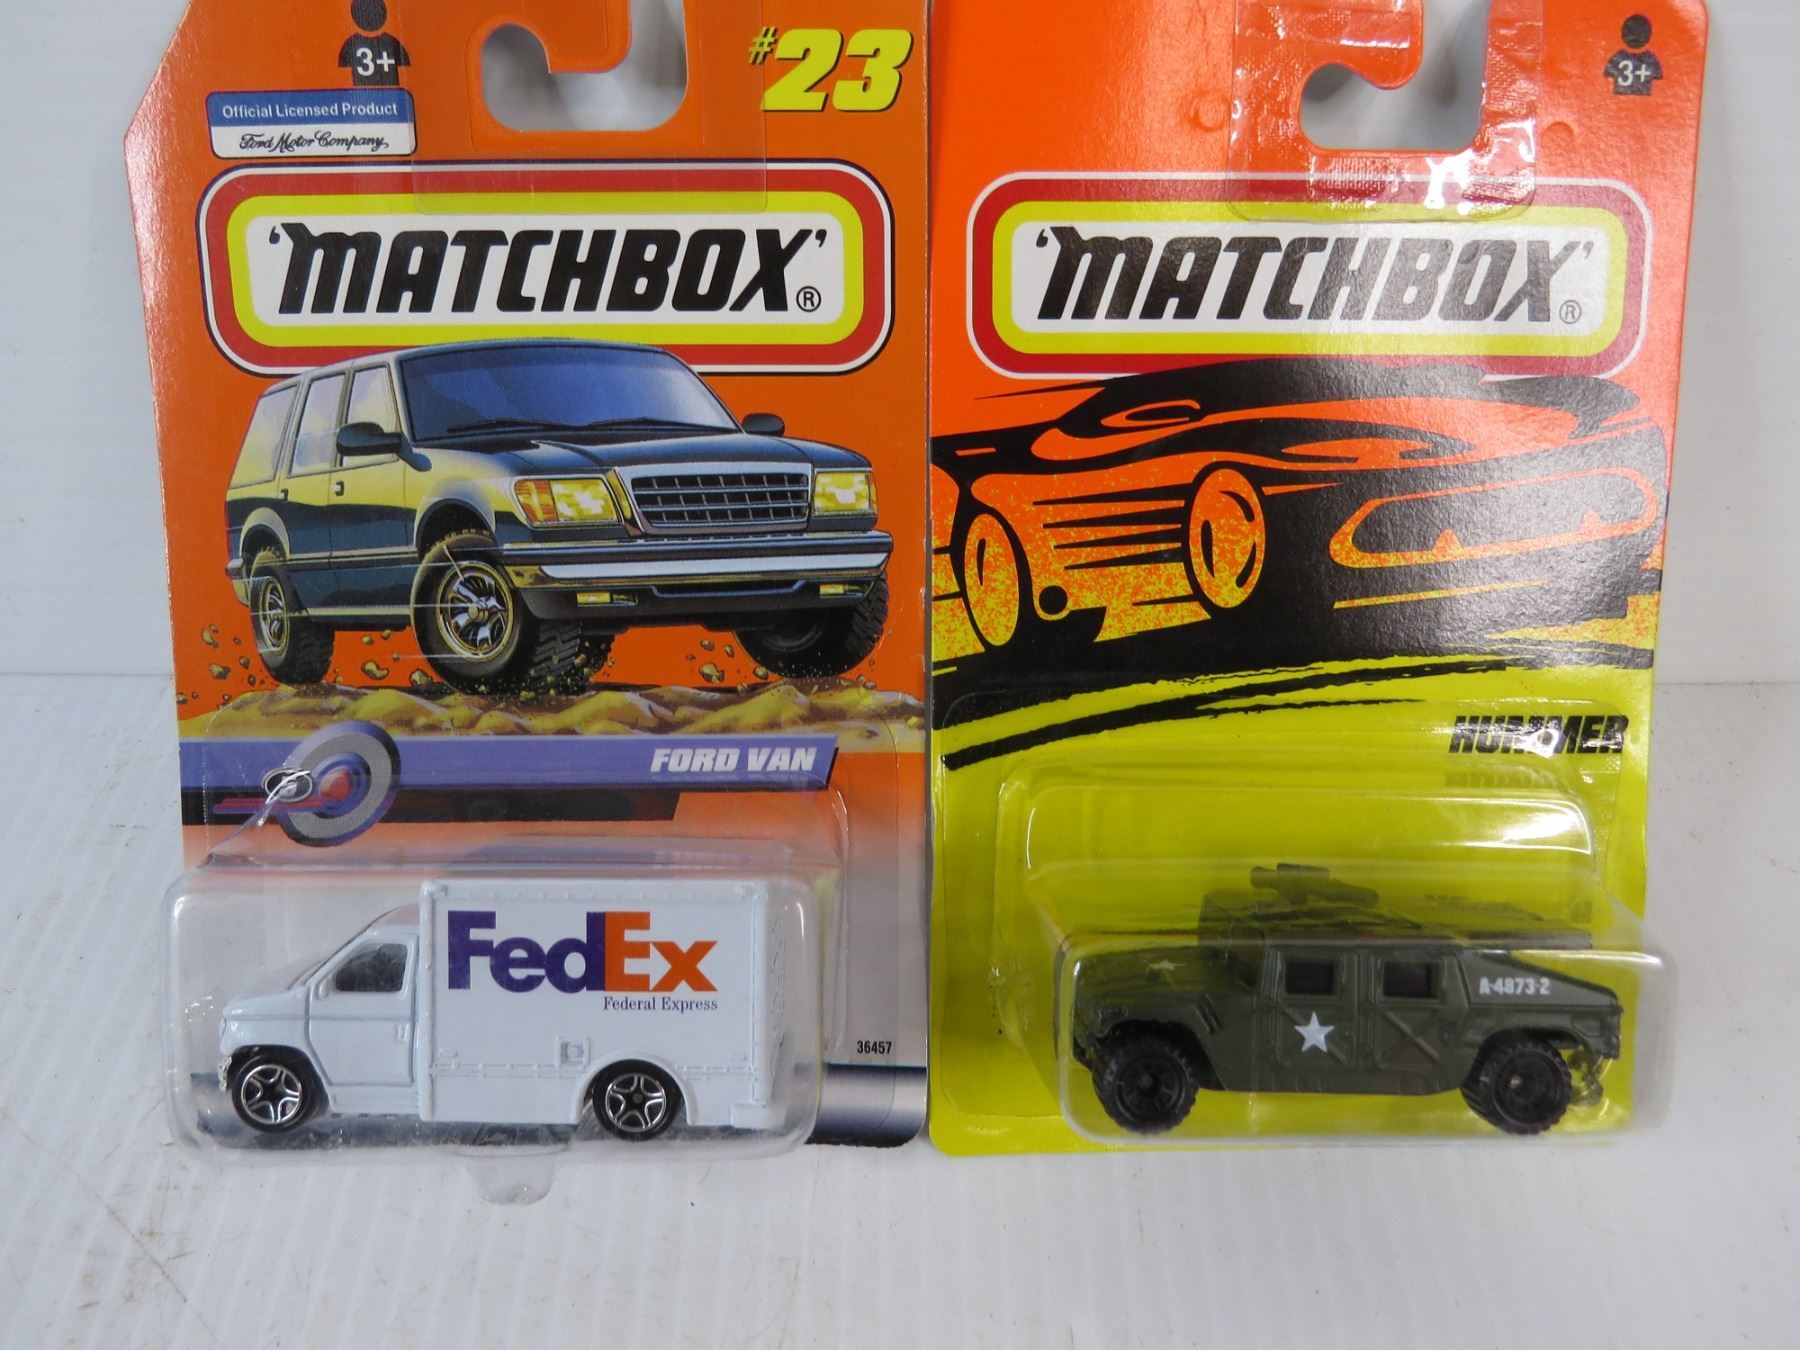 3+
#23
Official Licensed Product
Ford Motor Company
'MATCHBOX'®
FORD VAN
FedEx
Federal Express
36457
3+
'MATCHBOX'®
HUMMER
A-4873-2